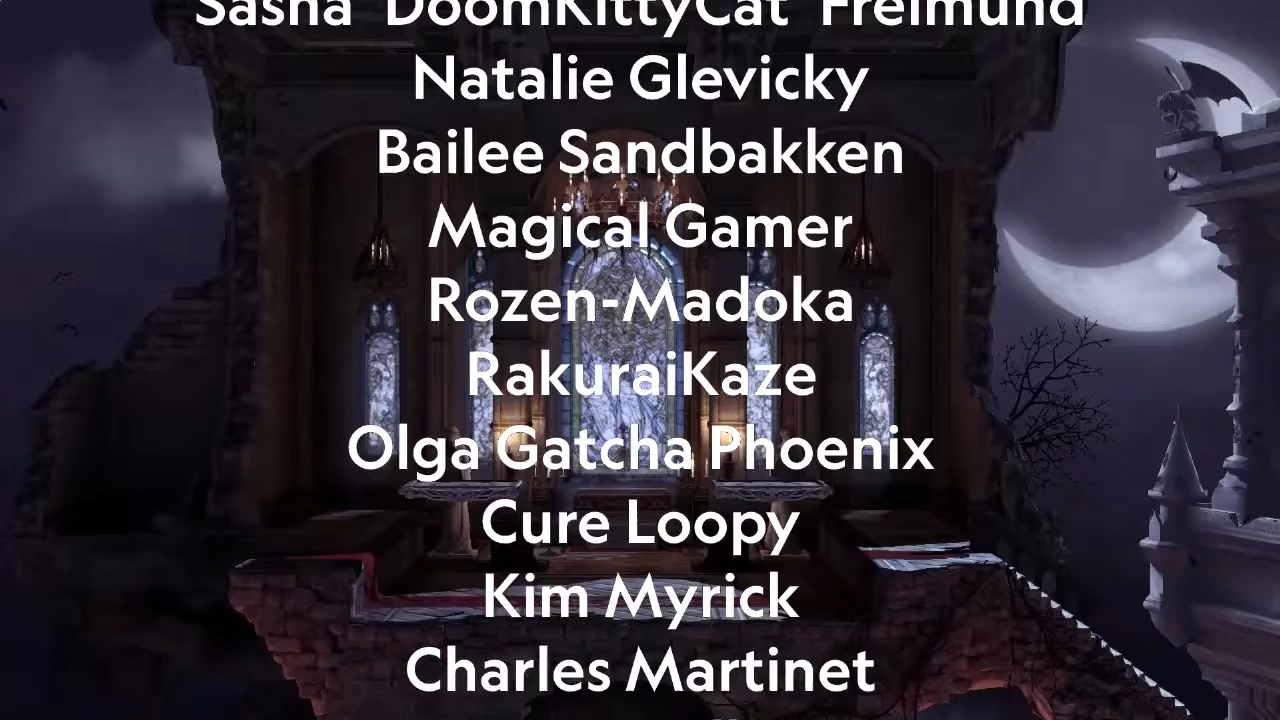 Sasha "DoomKittyCat" Freimund
Natalie Glevicky
Bailee Sandbakken
Magical Gamer
Rozen-Madoka
RakuraiKaze
Olga Gatcha Phoenix
Cure Loopy
Kim Myrick
Charles Martinet